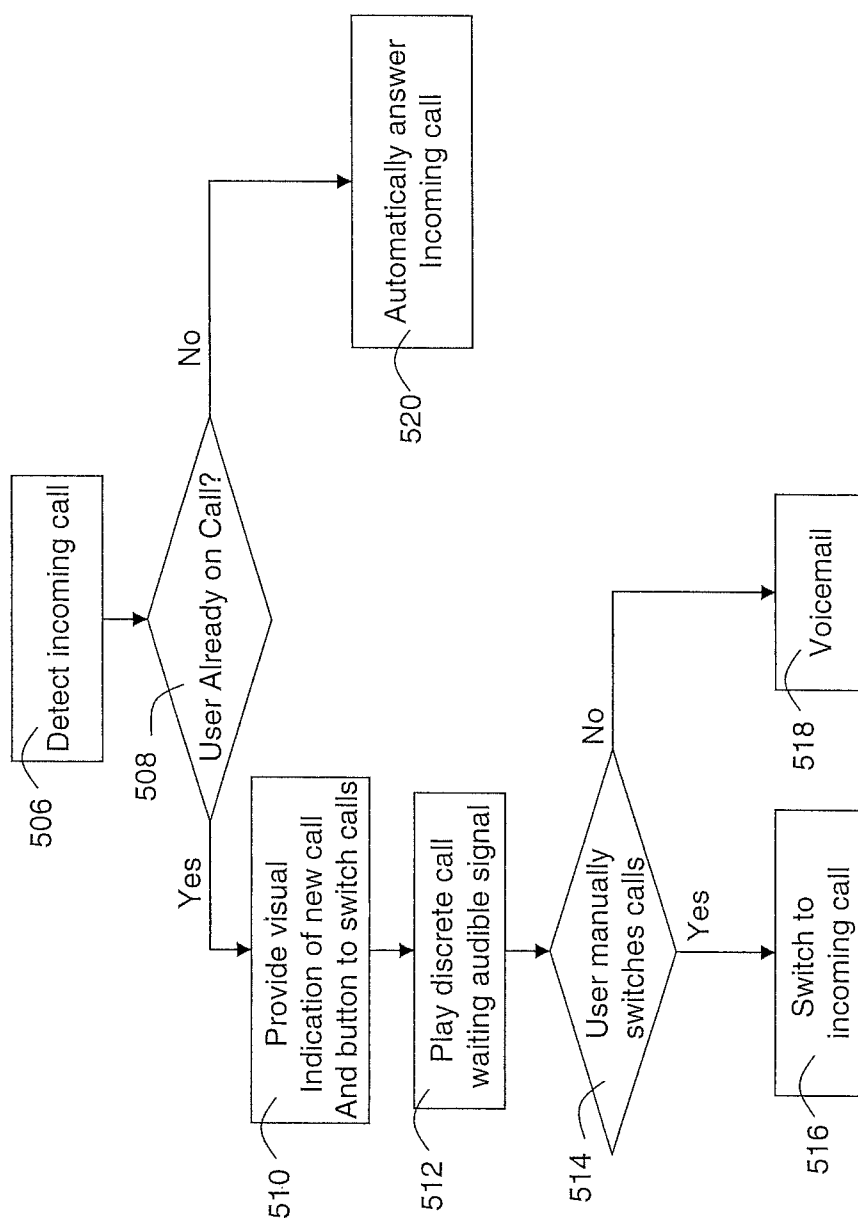 Detect incoming call
506
User Already on Call?
508
Yes
No
Provide visual
Indication of new call
And button to switch calls
510
Automatically answer
Incoming call
520
Play discrete call
waiting audible signal
512
User manually
switches calls
514
Yes
No
Switch to
incoming call
516
Voicemail
518